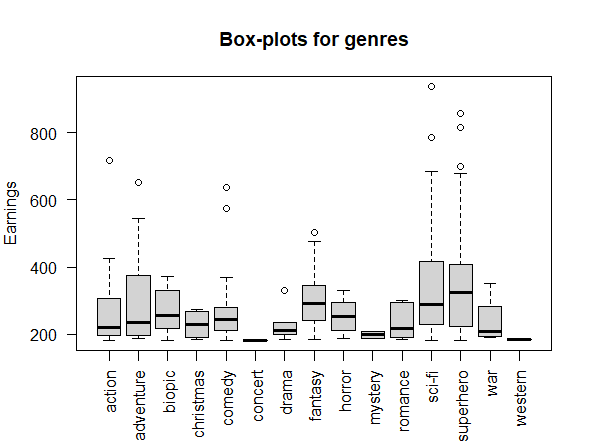 Box-plots for genres
Earnings
800
600
400
200
action
adventure
biopic
christmas
comedy
concert
drama
fantasy
horror
mystery
romance
sci-fi
superhero
war
western